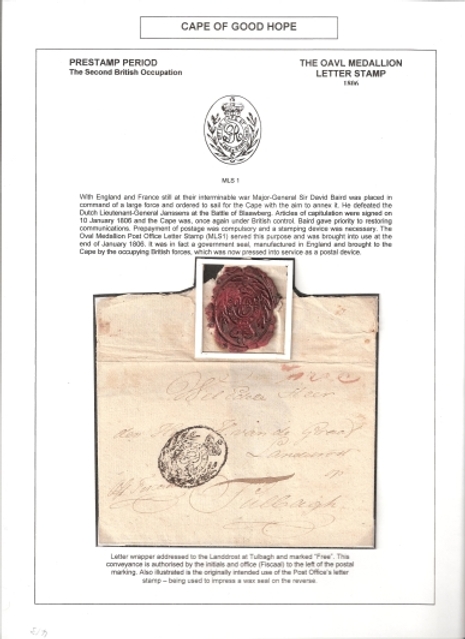 CAPE OF GOOD HOPE
PRESTAMP PERIOD
The Second British Occupation
THE OAVL MEDALLION
LETTER STAMP
1806
MLS 1
With England and France still at their interminable war Major-General Sir David Baird was placed in
command of a large force and ordered to sail for the Cape with the aim to annex it. He defeated the
Dutch Lieutenant-General Janssens at the Battle of Blaawberg. Articles of capitulation were signed on
10 January 1806 and the Cape was, once again under British control. Baird gave priority to restoring
communications. Prepayment of postage was compulsory and a stamping device was necessary. The
Oval Medallion Post Office Letter Stamp (MLS1) served this purpose and was brought into use at the
end of January 1806. It was in fact a government seal, manufactured in England and brought to the
Cape by the occupying British forces, which was now pressed into service as a postal device.
Free
Heer
den
Landdrost
Tulbagh
Letter wrapper addressed to the Landdrost at Tulbagh and marked "Free". This
conveyance is authorised by the initials and office (Fiscaal) to the left of the postal
marking. Also illustrated is the originally intended use of the Post Office's letter
stamp – being used to impress a wax seal on the reverse.